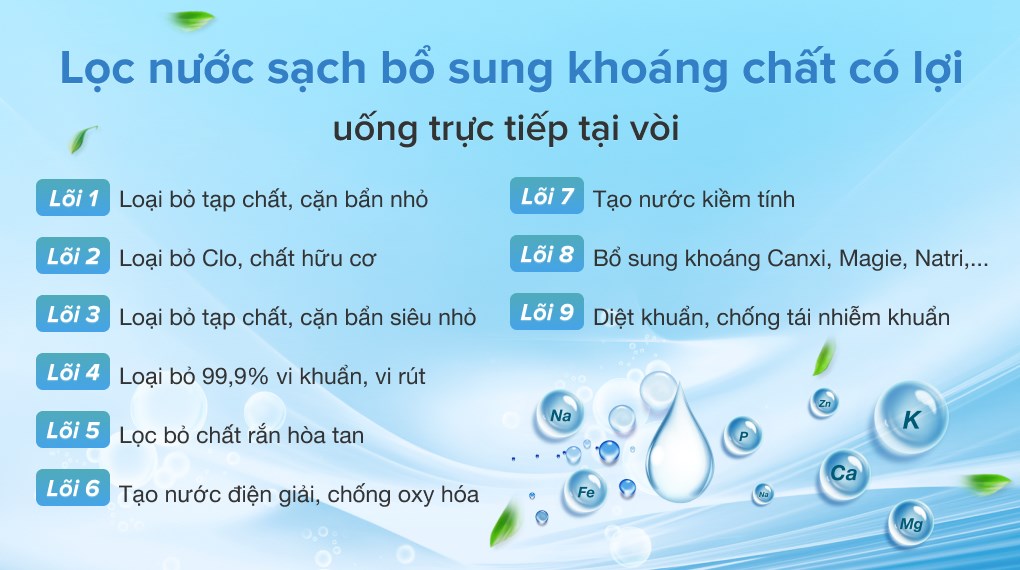 Lọc nước sạch bổ sung khoáng chất có lợi
uống trực tiếp tại vòi
Lõi 1 Loại bỏ tạp chất, cặn bẩn nhỏ
Lõi 2 Loại bỏ Clo, chất hữu cơ
Lõi 3 Loại bỏ tạp chất, cặn bẩn siêu nhỏ
Lõi 4 Loại bỏ 99,9% vi khuẩn, vi rút
Lõi 5 Lọc bỏ chất rắn hòa tan
Lõi 6 Tạo nước điện giải, chống oxy hóa
Lõi 7 Tạo nước kiềm tính
Lõi 8 Bổ sung khoáng Canxi, Magie, Natri,...
Lõi 9 Diệt khuẩn, chống tái nhiễm khuẩn
Na
Zn
K
P
Ca
Fe
Na
Mg